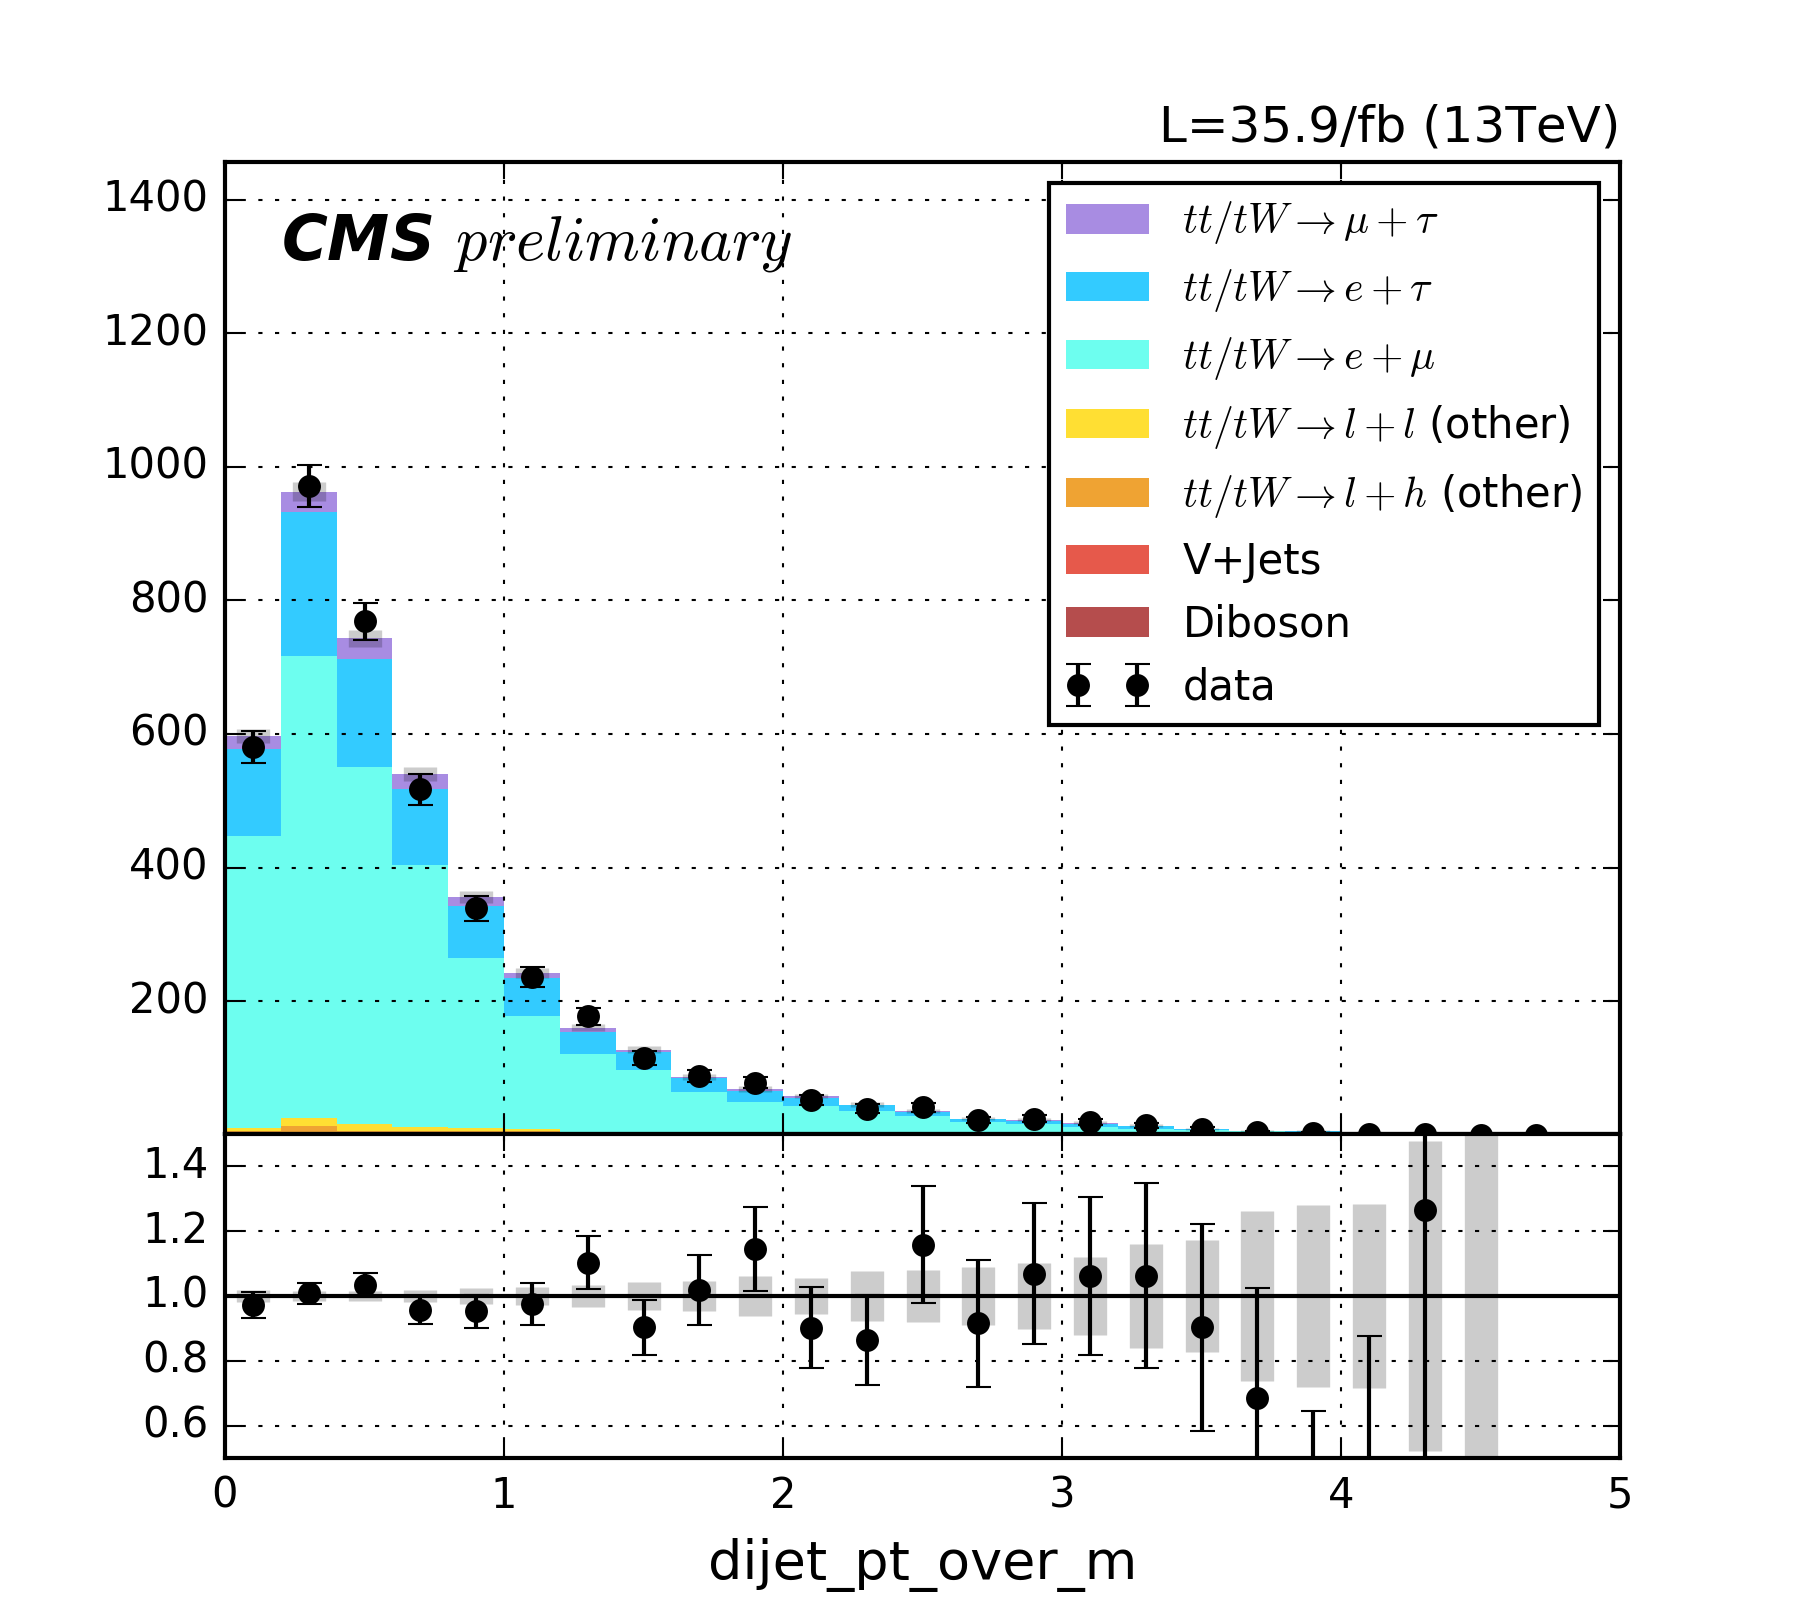 L=35.9/fb (13TeV)
CMS preliminary
1400
1200
1000
800
600
400
200
tt/tW→μ+τ
tt/tW→e+τ
tt/tW→e+μ
tt/tW→l+l (other)
tt/tW→l+h (other)
V+Jets
Diboson
data
1.4
1.2
1.0
0.8
0.6
0 1 2 3 4 5
dijet_pt_over_m